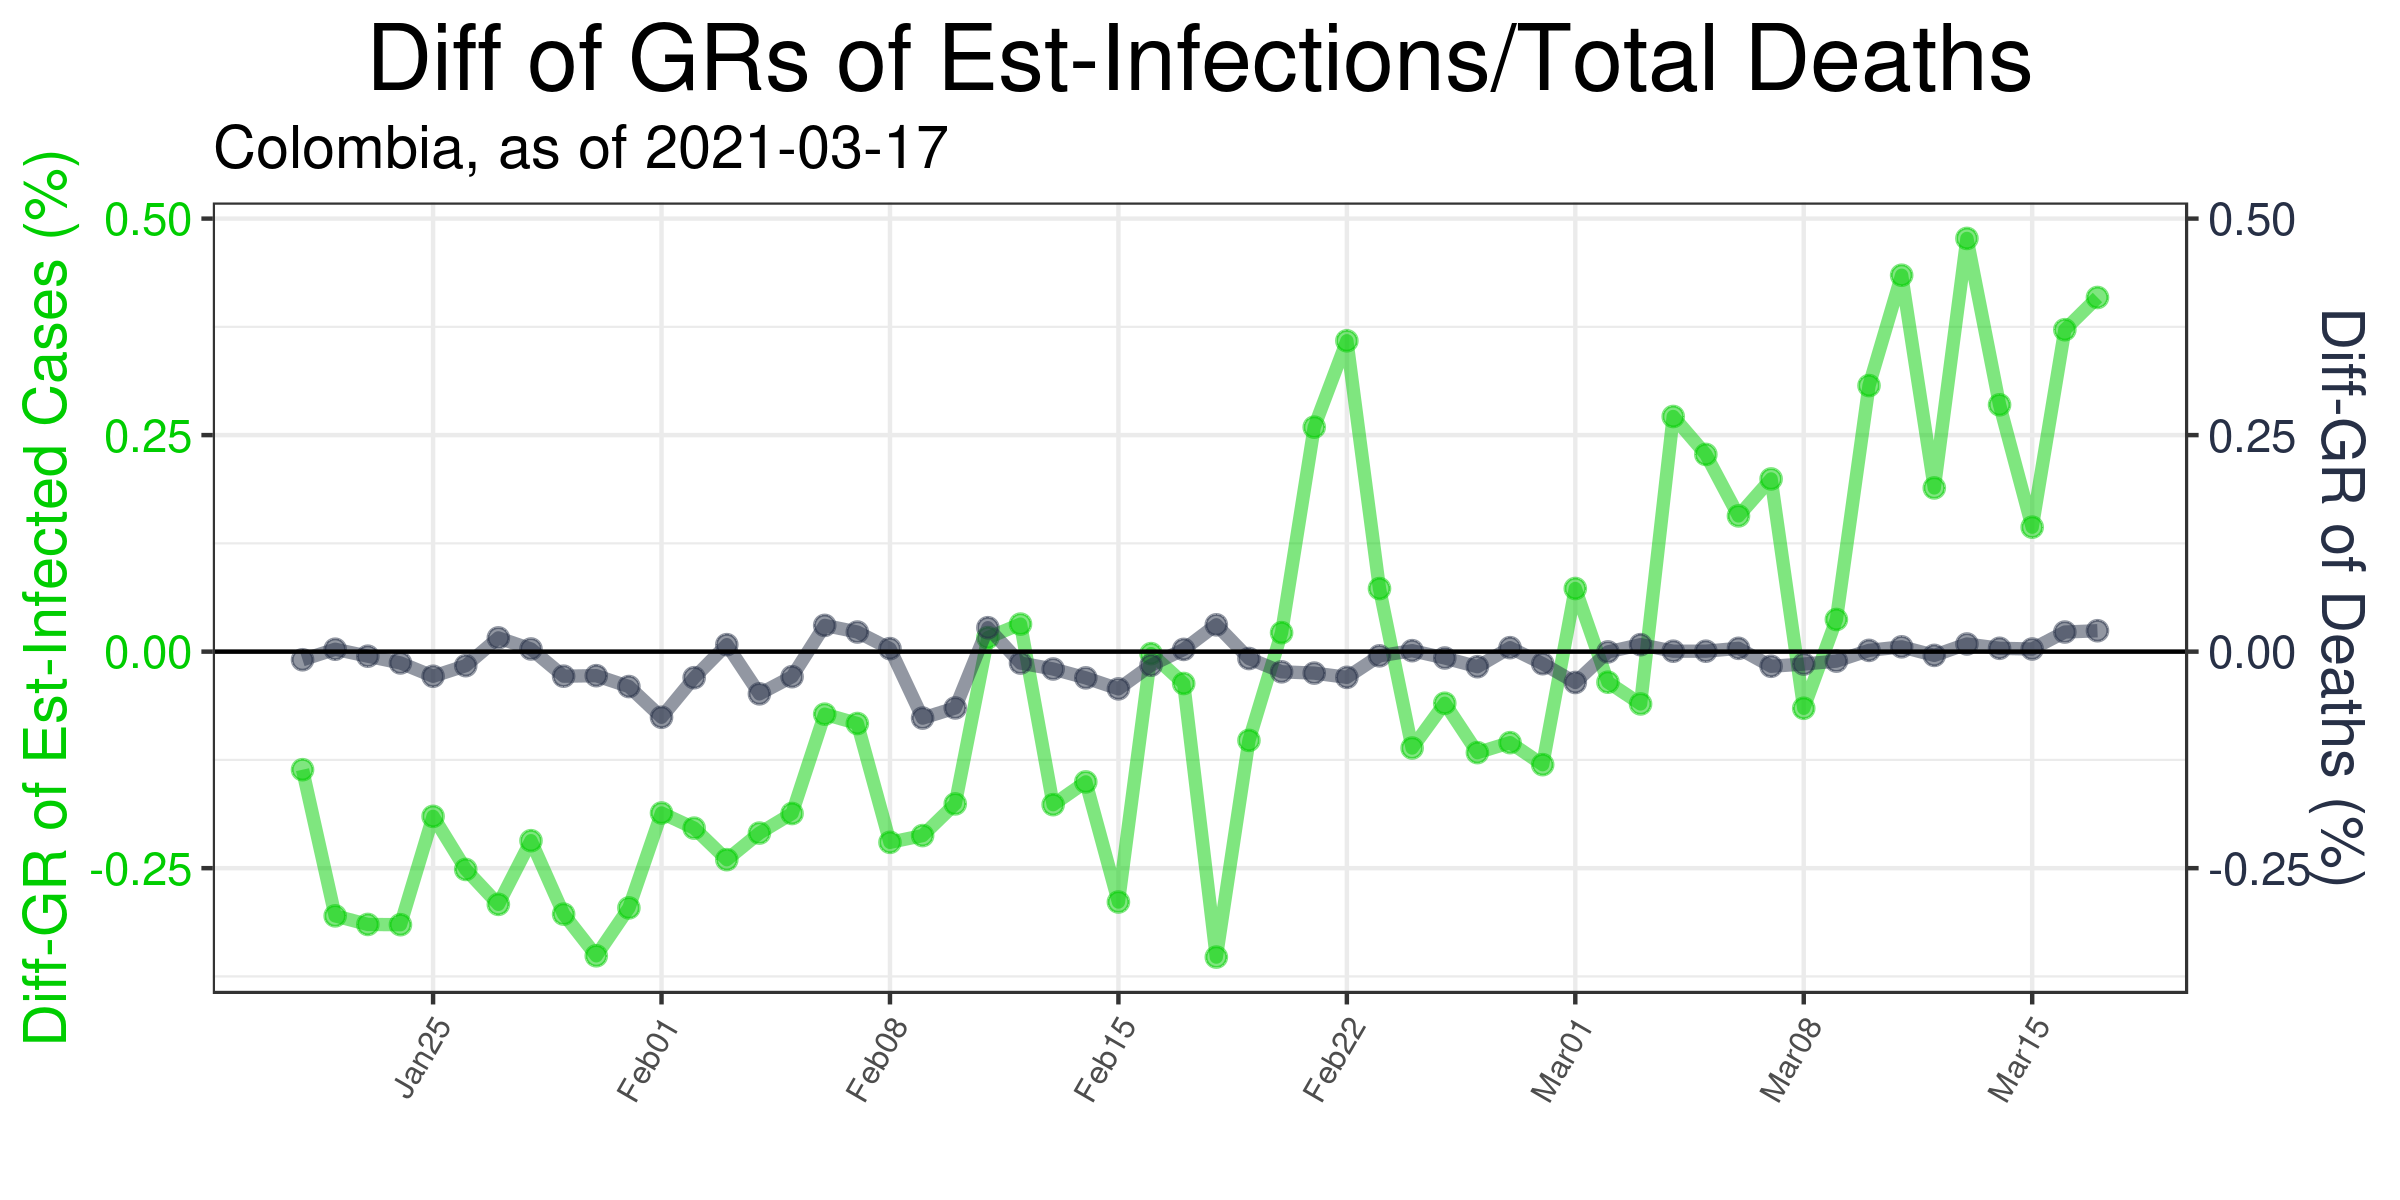 Diff of GRs of Est-Infections/Total Deaths
Colombia, as of 2021-03-17
Diff-GR of Est-Infected Cases (%)
0.50
0.25
0.00
-0.25
0.50
0.25
0.00
-0.25
Diff-GR of Deaths (%)
Jan25
Feb01
Feb08
Feb15
Feb22
Mar01
Mar08
Mar15